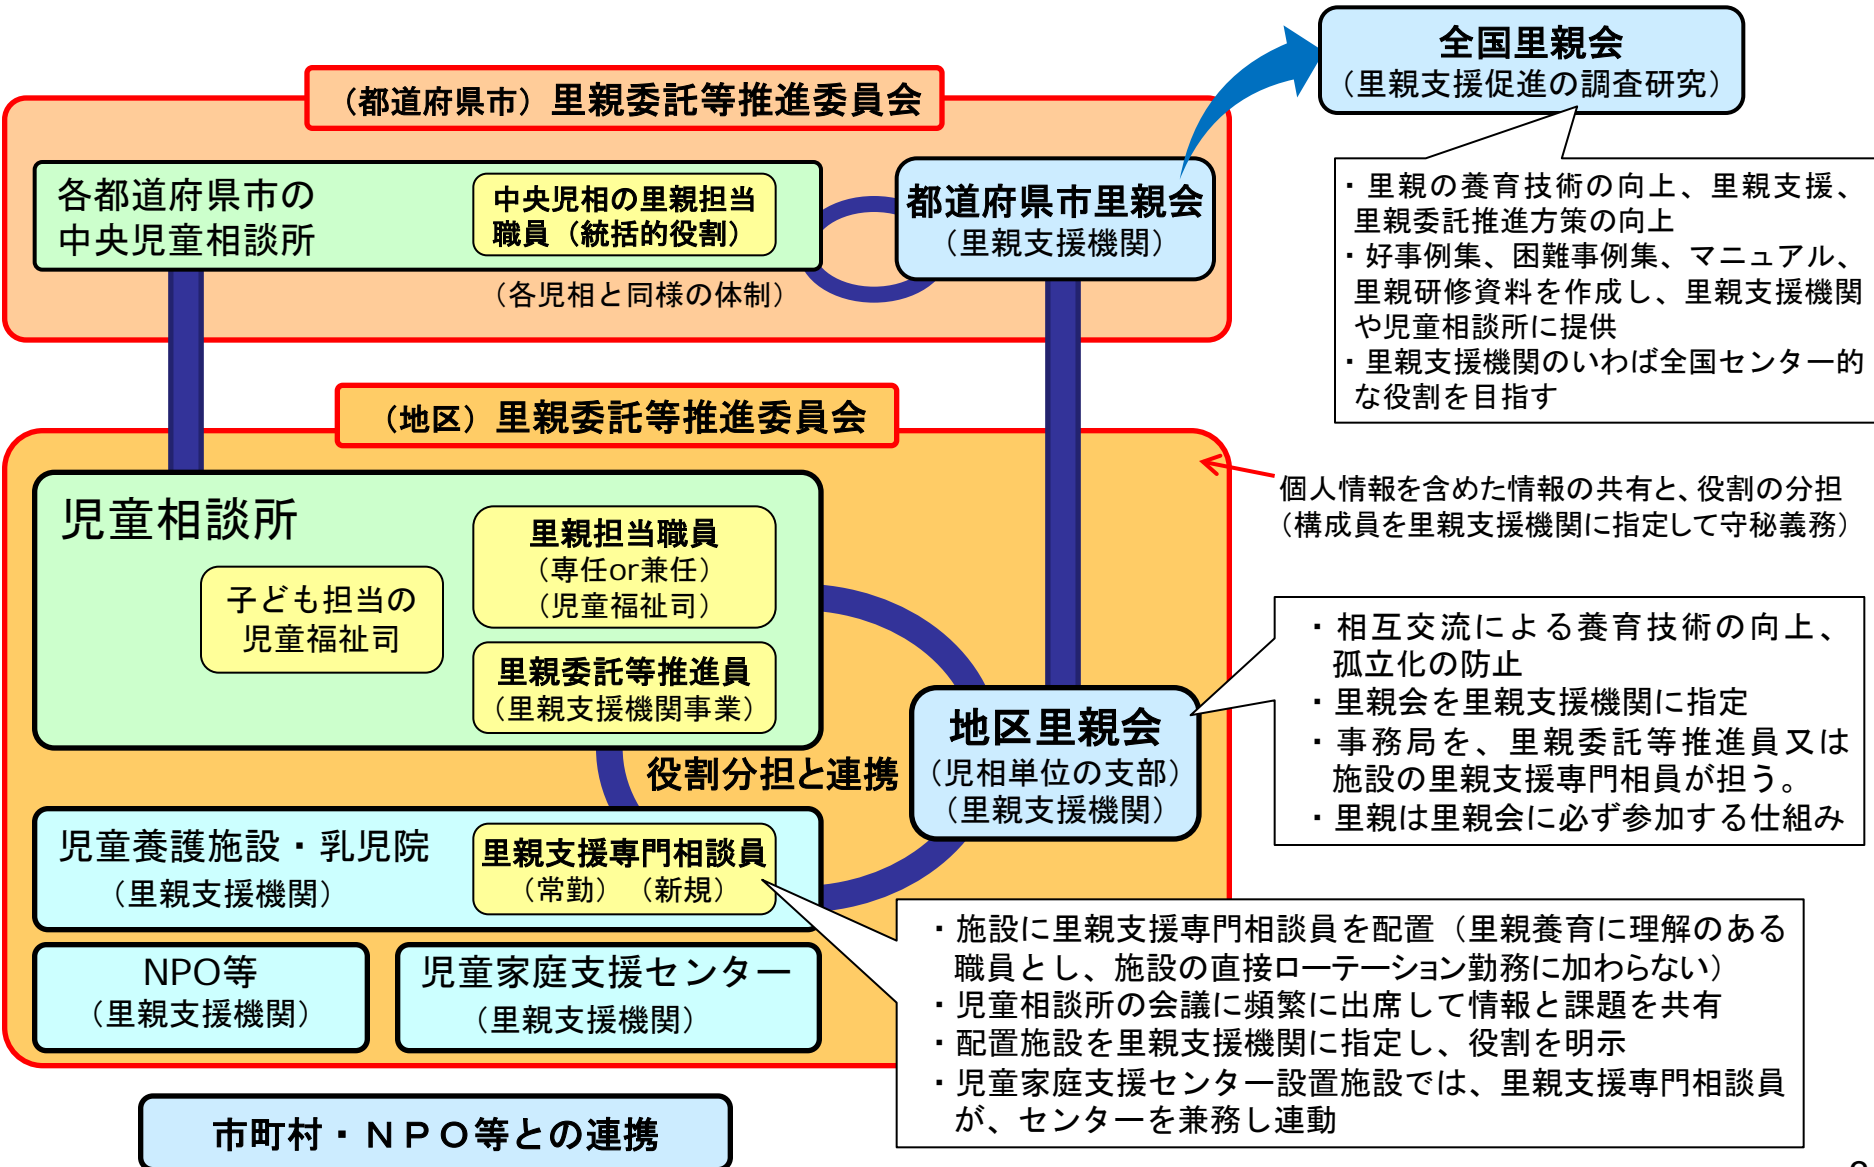 全国里親会
（里親支援促進の調査研究）
（都道府県市）里親委託等推進委員会
各都道府県市の
中央児童相談所
中央児相の里親担当
職員（統括的役割）
（各児相と同様の体制）
都道府県市里親会
（里親支援機関）
・里親の養育技術の向上、里親支援、
里親委託推進方策の向上
・好事例集、困難事例集、マニュアル、
里親研修資料を作成し、里親支援機関
や児童相談所に提供
・里親支援機関のいわば全国センター的
な役割を目指す
（地区）里親委託等推進委員会
個人情報を含めた情報の共有と、役割の分担
（構成員を里親支援機関に指定して守秘義務）
児童相談所
子ども担当の
児童福祉司
里親担当職員
（専任or兼任）
（児童福祉司）
里親委託等推進員
（里親支援機関事業）
役割分担と連携
地区里親会
（児相単位の支部）
（里親支援機関）
・相互交流による養育技術の向上、
孤立化の防止
・里親会を里親支援機関に指定
・事務局を、里親委託等推進員又は
施設の里親支援専門相員が担う。
・里親は里親会に必ず参加する仕組み
児童養護施設・乳児院
（里親支援機関）
里親支援専門相談員
（常勤）（新規）
NPO等
（里親支援機関）
児童家庭支援センター
（里親支援機関）
・施設に里親支援専門相談員を配置（里親養育に理解のある
職員とし、施設の直接ローテーション勤務に加わらない）
・児童相談所の会議に頻繁に出席して情報と課題を共有
・配置施設を里親支援機関に指定し、役割を明示
・児童家庭支援センター設置施設では、里親支援専門相談員
が、センターを兼務し連動
市町村・ＮＰＯ等との連携